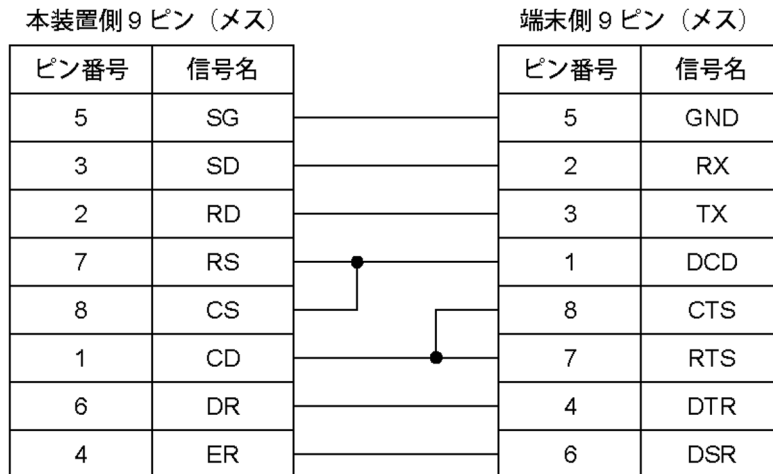 本装置側9ピン（メス） 端末側9ピン（メス）
ピン番号 信号名 ピン番号 信号名
5 SG 5 GND
3 SD 2 RX
2 RD 3 TX
7 RS 1 DCD
8 CS 8 CTS
1 CD 7 RTS
6 DR 4 DTR
4 ER 6 DSR